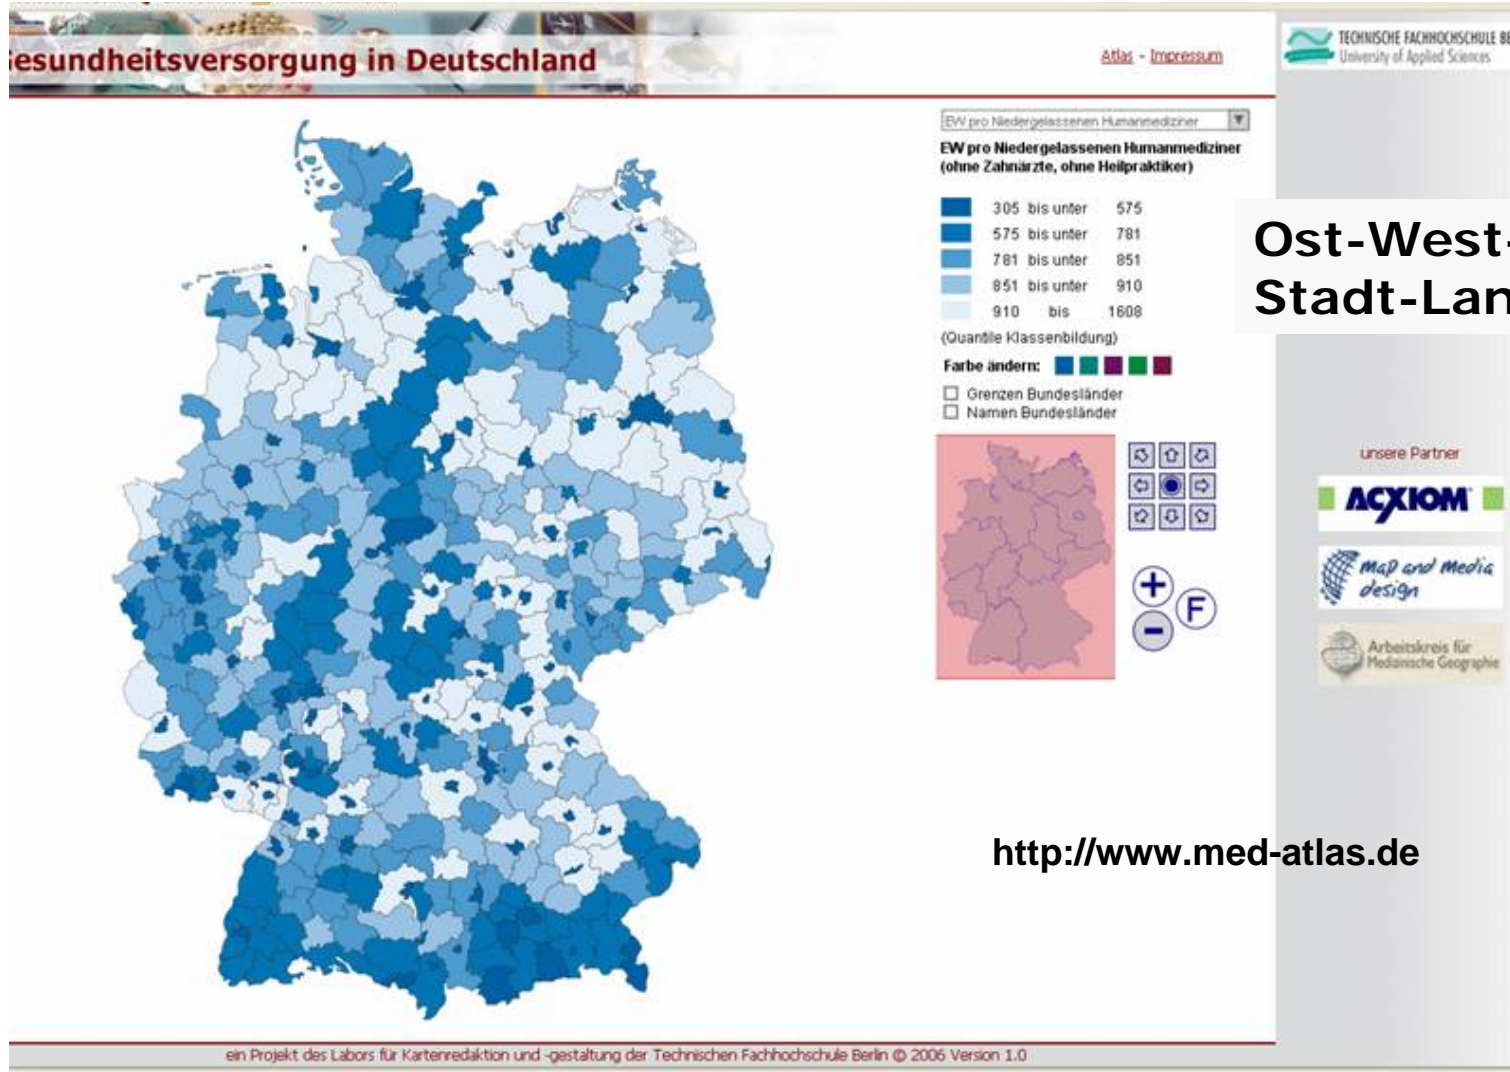 esundheitsversorgung in Deutschland
Atlas - Impressum
TECHNISCHE FACHHOCHSCHULE BE
University of Applied Sciences
EW pro Niedergelassenen Humanmediziner
EW pro Niedergelassenen Humanmediziner
(ohne Zahnärzte, ohne Heilpraktiker)
305 bis unter 575
575 bis unter 781
781 bis unter 851
851 bis unter 910
910 bis 1608
(Quantile Klassenbildung)
Farbe ändern:
Grenzen Bundesländer
Namen Bundesländer
Ost-West-
Stadt-Lan
F
unsere Partner
ACXIOM
map and media
design
Arbeitskreis für
Medizinische Geographie
http://www.med-atlas.de
ein Projekt des Labors für Kartenredaktion und -gestaltung der Technischen Fachhochschule Berlin © 2006 Version 1.0